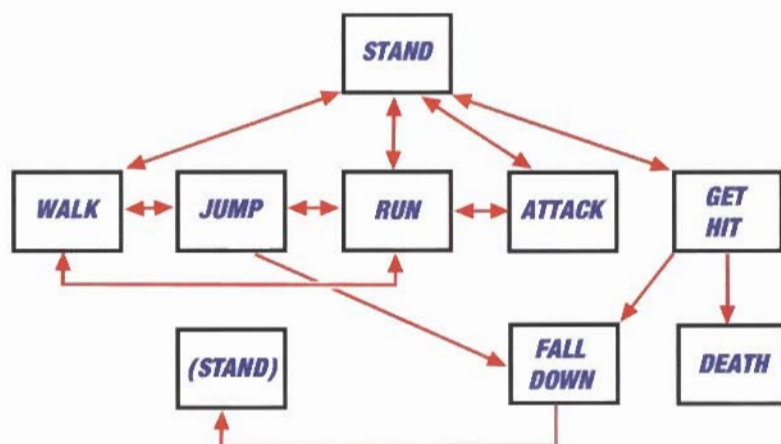 STAND
WALK
JUMP
RUN
ATTACK
GET
HIT
(STAND)
FALL
DOWN
DEATH